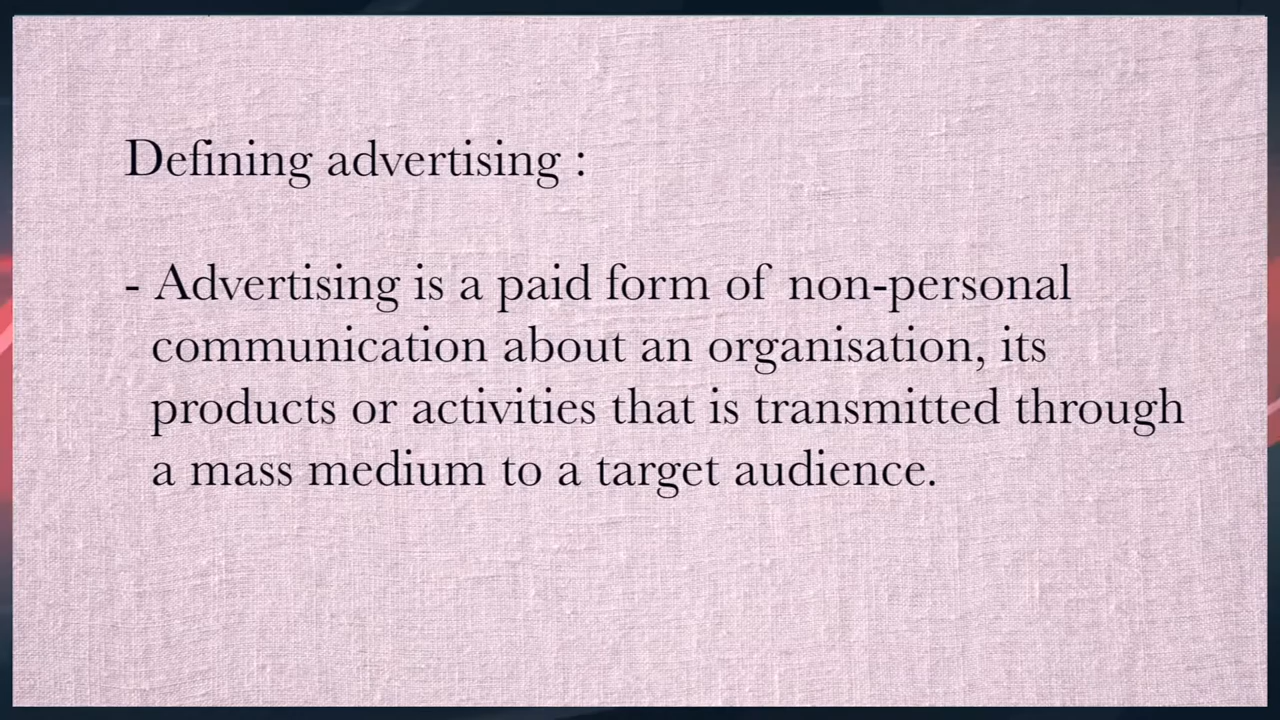 Defining advertising :
- Advertising is a paid form of non-personal
communication about an organisation, its
products or activities that is transmitted through
a mass medium to a target audience.